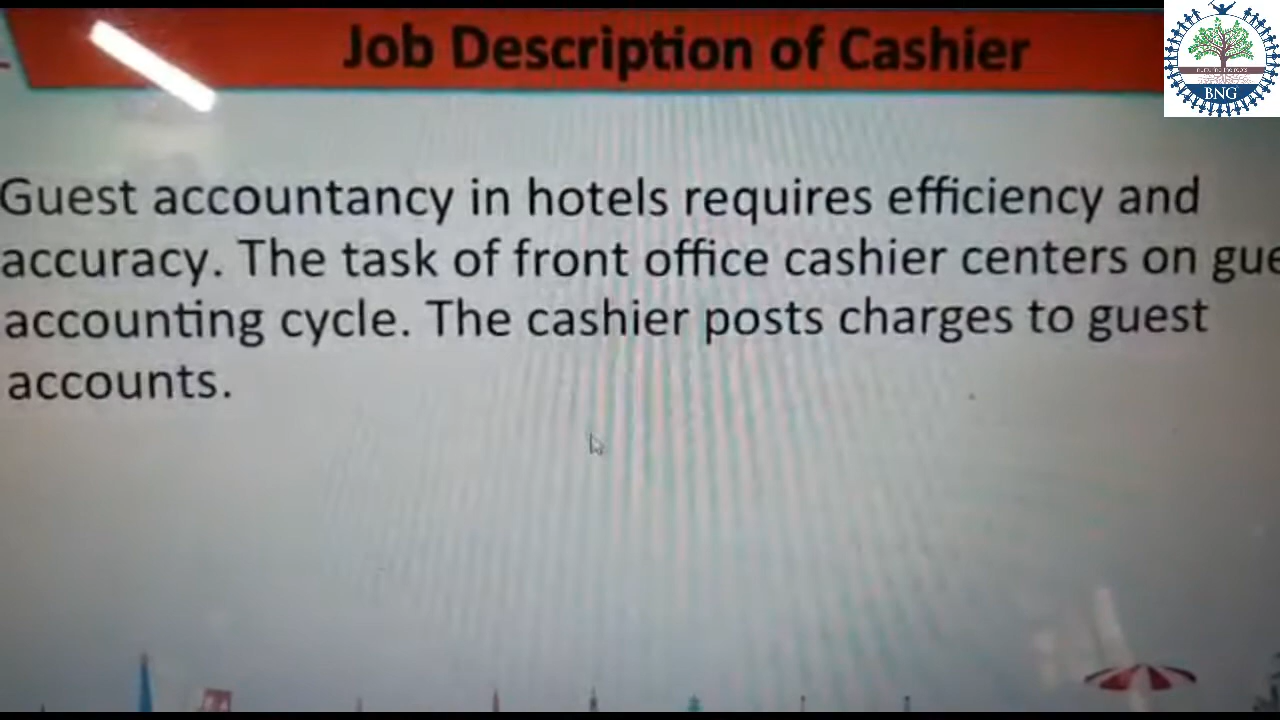 Job Description of Cashier
BNG
Guest accountancy in hotels requires efficiency and
accuracy. The task of front office cashier centers on gue
accounting cycle. The cashier posts charges to guest
accounts.